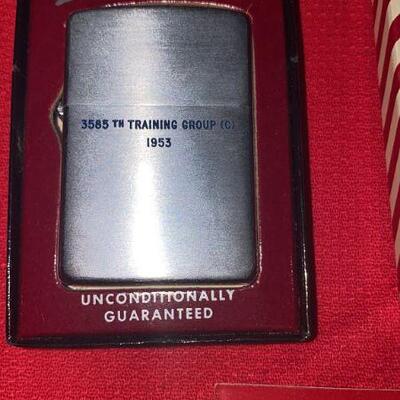 3585 TH TRAINING GROUP (C)
1953
UNCONDITIONALLY
GUARANTEED